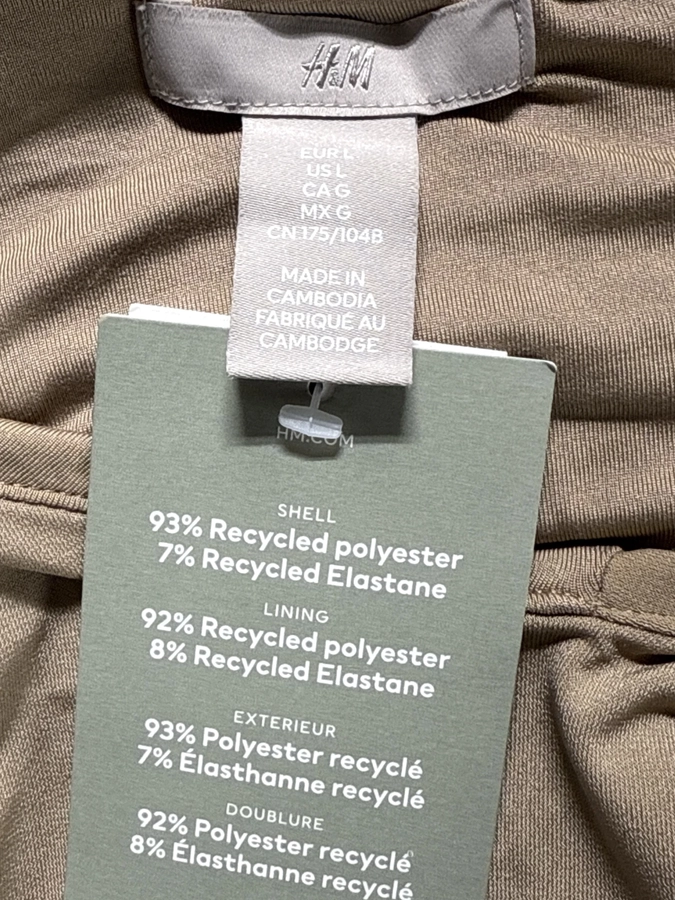 H&M
EUR L
US L
CA G
MX G
CN 175/104B
MADE IN
CAMBODIA
FABRIQUÉ AU
CAMBODGE
HM.COM
SHELL
93% Recycled polyester
7% Recycled Elastane
LINING
92% Recycled polyester
8% Recycled Elastane
EXTERIEUR
93% Polyester recyclé
7% Élasthanne recyclé
DOUBLURE
92% Polyester recyclé
8% Élasthanne recyclé